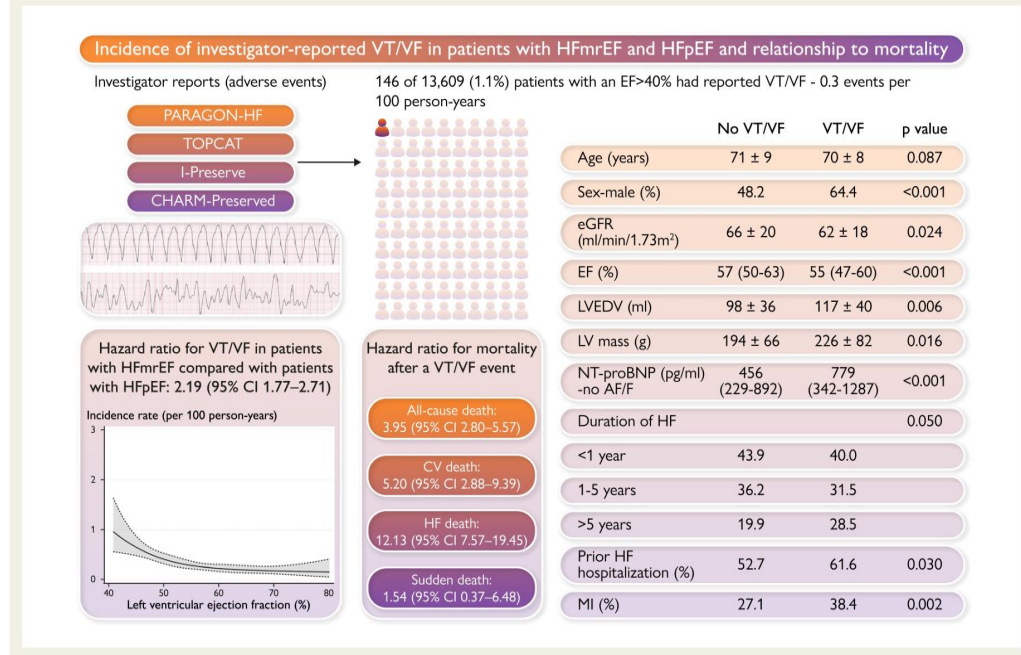 Incidence of investigator-reported VT/VF in patients with HFmrEF and HFpEF and relationship to mortality
Investigator reports (adverse events)
PARAGON-HF
TOPCAT
I-Preserve
CHARM-Preserved
146 of 13,609 (1.1%) patients with an EF>40% had reported VT/VF - 0.3 events per
100 person-years
Hazard ratio for VT/VF in patients
with HFmrEF compared with patients
with HFpEF: 2.19 (95% CI 1.77–2.71)
Incidence rate (per 100 person-years)
3
2
1
0
40 50 60 70 80
Left ventricular ejection fraction (%)
Hazard ratio for mortality
after a VT/VF event
All-cause death:
3.95 (95% CI 2.80–5.57)
CV death:
5.20 (95% CI 2.88–9.39)
HF death:
12.13 (95% CI 7.57–19.45)
Sudden death:
1.54 (95% CI 0.37–6.48)
No VT/VF VT/VF p value
Age (years) 71 ± 9 70 ± 8 0.087
Sex-male (%) 48.2 64.4 <0.001
eGFR
(ml/min/1.73m²) 66 ± 20 62 ± 18 0.024
EF (%) 57 (50-63) 55 (47-60) <0.001
LVEDV (ml) 98 ± 36 117 ± 40 0.006
LV mass (g) 194 ± 66 226 ± 82 0.016
NT-proBNP (pg/ml) 456 779
-no AF/F (229-892) (342-1287) <0.001
Duration of HF 0.050
<1 year 43.9 40.0
1-5 years 36.2 31.5
>5 years 19.9 28.5
Prior HF
hospitalization (%) 52.7 61.6 0.030
MI (%) 27.1 38.4 0.002